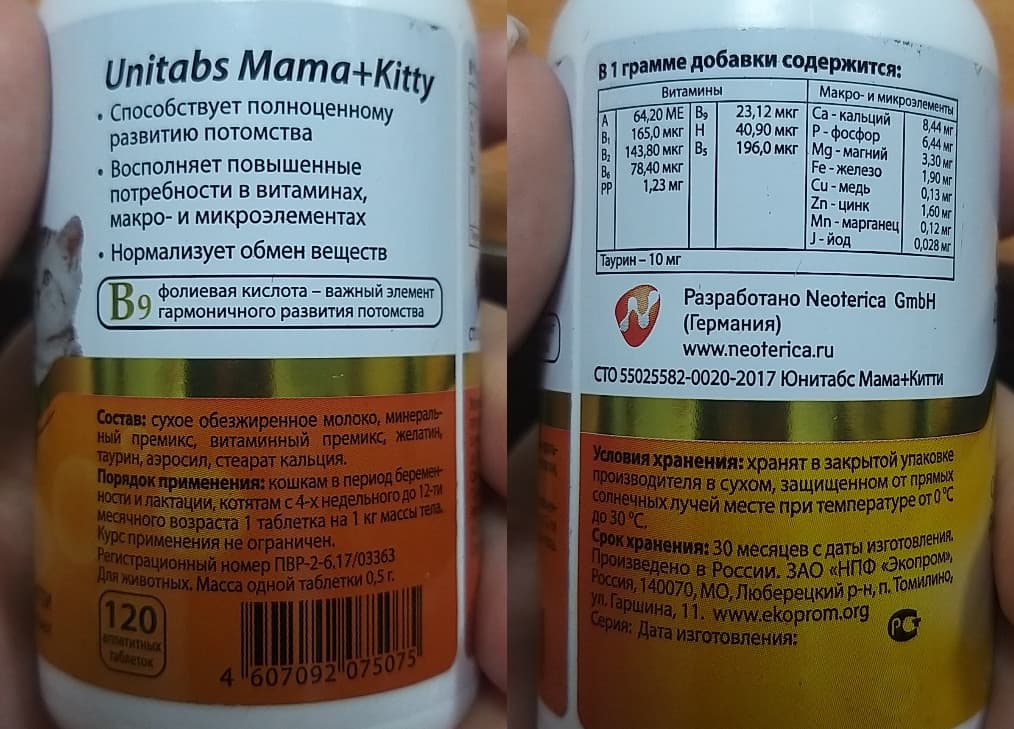 Unitabs Mama+Kitty
• Способствует полноценному
развитию потомства
• Восполняет повышенные
потребности в витаминах,
макро- и микроэлементах
• Нормализует обмен веществ
B9 фолиевая кислота – важный элемент
гармоничного развития потомства
Состав: сухое обезжиренное молоко, минераль-
ный премикс, витаминный премикс, желатин,
таурин, аэросил, стеарат кальция.
Порядок применения: кошкам в период беремен-
ности и лактации, котятам с 4-х недельного до 12-ти
месячного возраста 1 таблетка на 1 кг массы тела.
Курс применения не ограничен.
Регистрационный номер ПВР-2-6.17/03363
Для животных. Масса одной таблетки 0,5 г.
120
аппетитных
таблеток
4 607092 075075
В 1 грамме добавки содержится:
Витамины Макро- и микроэлементы
A 64,20 МЕ B9 23,12 мкг Ca - кальций 8,44 мг
B1 165,0 мкг H 40,90 мкг P - фосфор 6,44 мг
B2 143,80 мкг B5 196,0 мкг Mg - магний 3,30 мг
B6 78,40 мкг Fe - железо 1,90 мг
PP 1,23 мг Cu - медь 0,13 мг
Zn - цинк 1,60 мг
Mn - марганец 0,12 мг
J - йод 0,028 мг
Таурин – 10 мг
Разработано Neoterica GmbH
(Германия)
www.neoterica.ru
СТО 55025582-0020-2017 Юнитабс Мама+Китти
Условия хранения: хранят в закрытой упаковке
производителя в сухом, защищенном от прямых
солнечных лучей месте при температуре от 0 °С
до 30 °С.
Срок хранения: 30 месяцев с даты изготовления.
Произведено в России. ЗАО «НПФ «Экопром»,
Россия, 140070, МО, Люберецкий р-н, п. Томилино,
ул. Гаршина, 11. www.ekoprom.org
Серия: Дата изготовления: